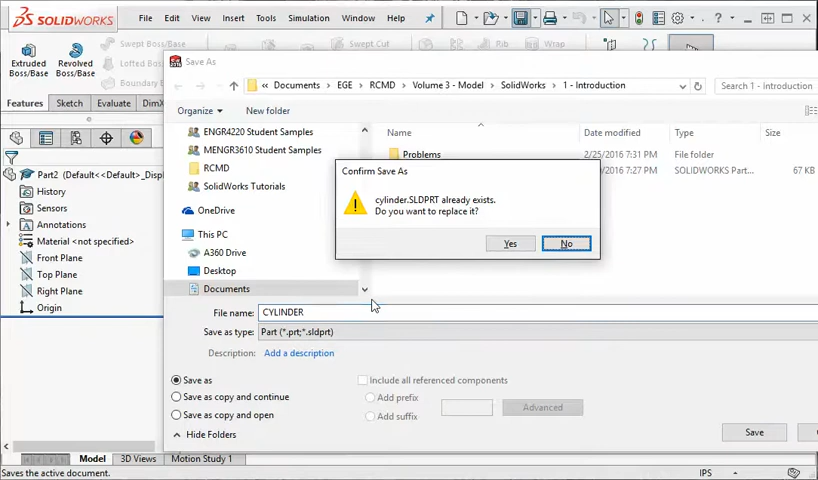 SOLIDWORKS File Edit View Insert Tools Simulation Window Help
Extruded Boss/Base
Revolved Boss/Base
Swept Boss/Base
Lofted Boss/Base
Boundary
Swept Cut
Rib
Wrap
Features Sketch Evaluate DimX
Part2 (Default<<Default>_Displ
History
Sensors
Annotations
Material <not specified>
Front Plane
Top Plane
Right Plane
Origin
Save As
« Documents > EGE > RCMD > Volume 3 - Model > SolidWorks > 1 - Introduction
Search 1 - Introduction
Organize
New folder
ENGR4220 Student Samples
MENGR3610 Student Samples
RCMD
SolidWorks Tutorials
OneDrive
This PC
A360 Drive
Desktop
Documents
Name Date modified Type Size
Problems 2/25/2016 7:31 PM File folder
7:27 PM SOLIDWORKS Part... 67 KB
Confirm Save As
cylinder.SLDPRT already exists.
Do you want to replace it?
Yes No
File name: CYLINDER
Save as type: Part (*.prt;*.sldprt)
Description: Add a description
Save as
Save as copy and continue
Save as copy and open
Include all referenced components
Add prefix
Add suffix
Advanced
Hide Folders
Save
Model 3D Views Motion Study 1
Saves the active document.
IPS